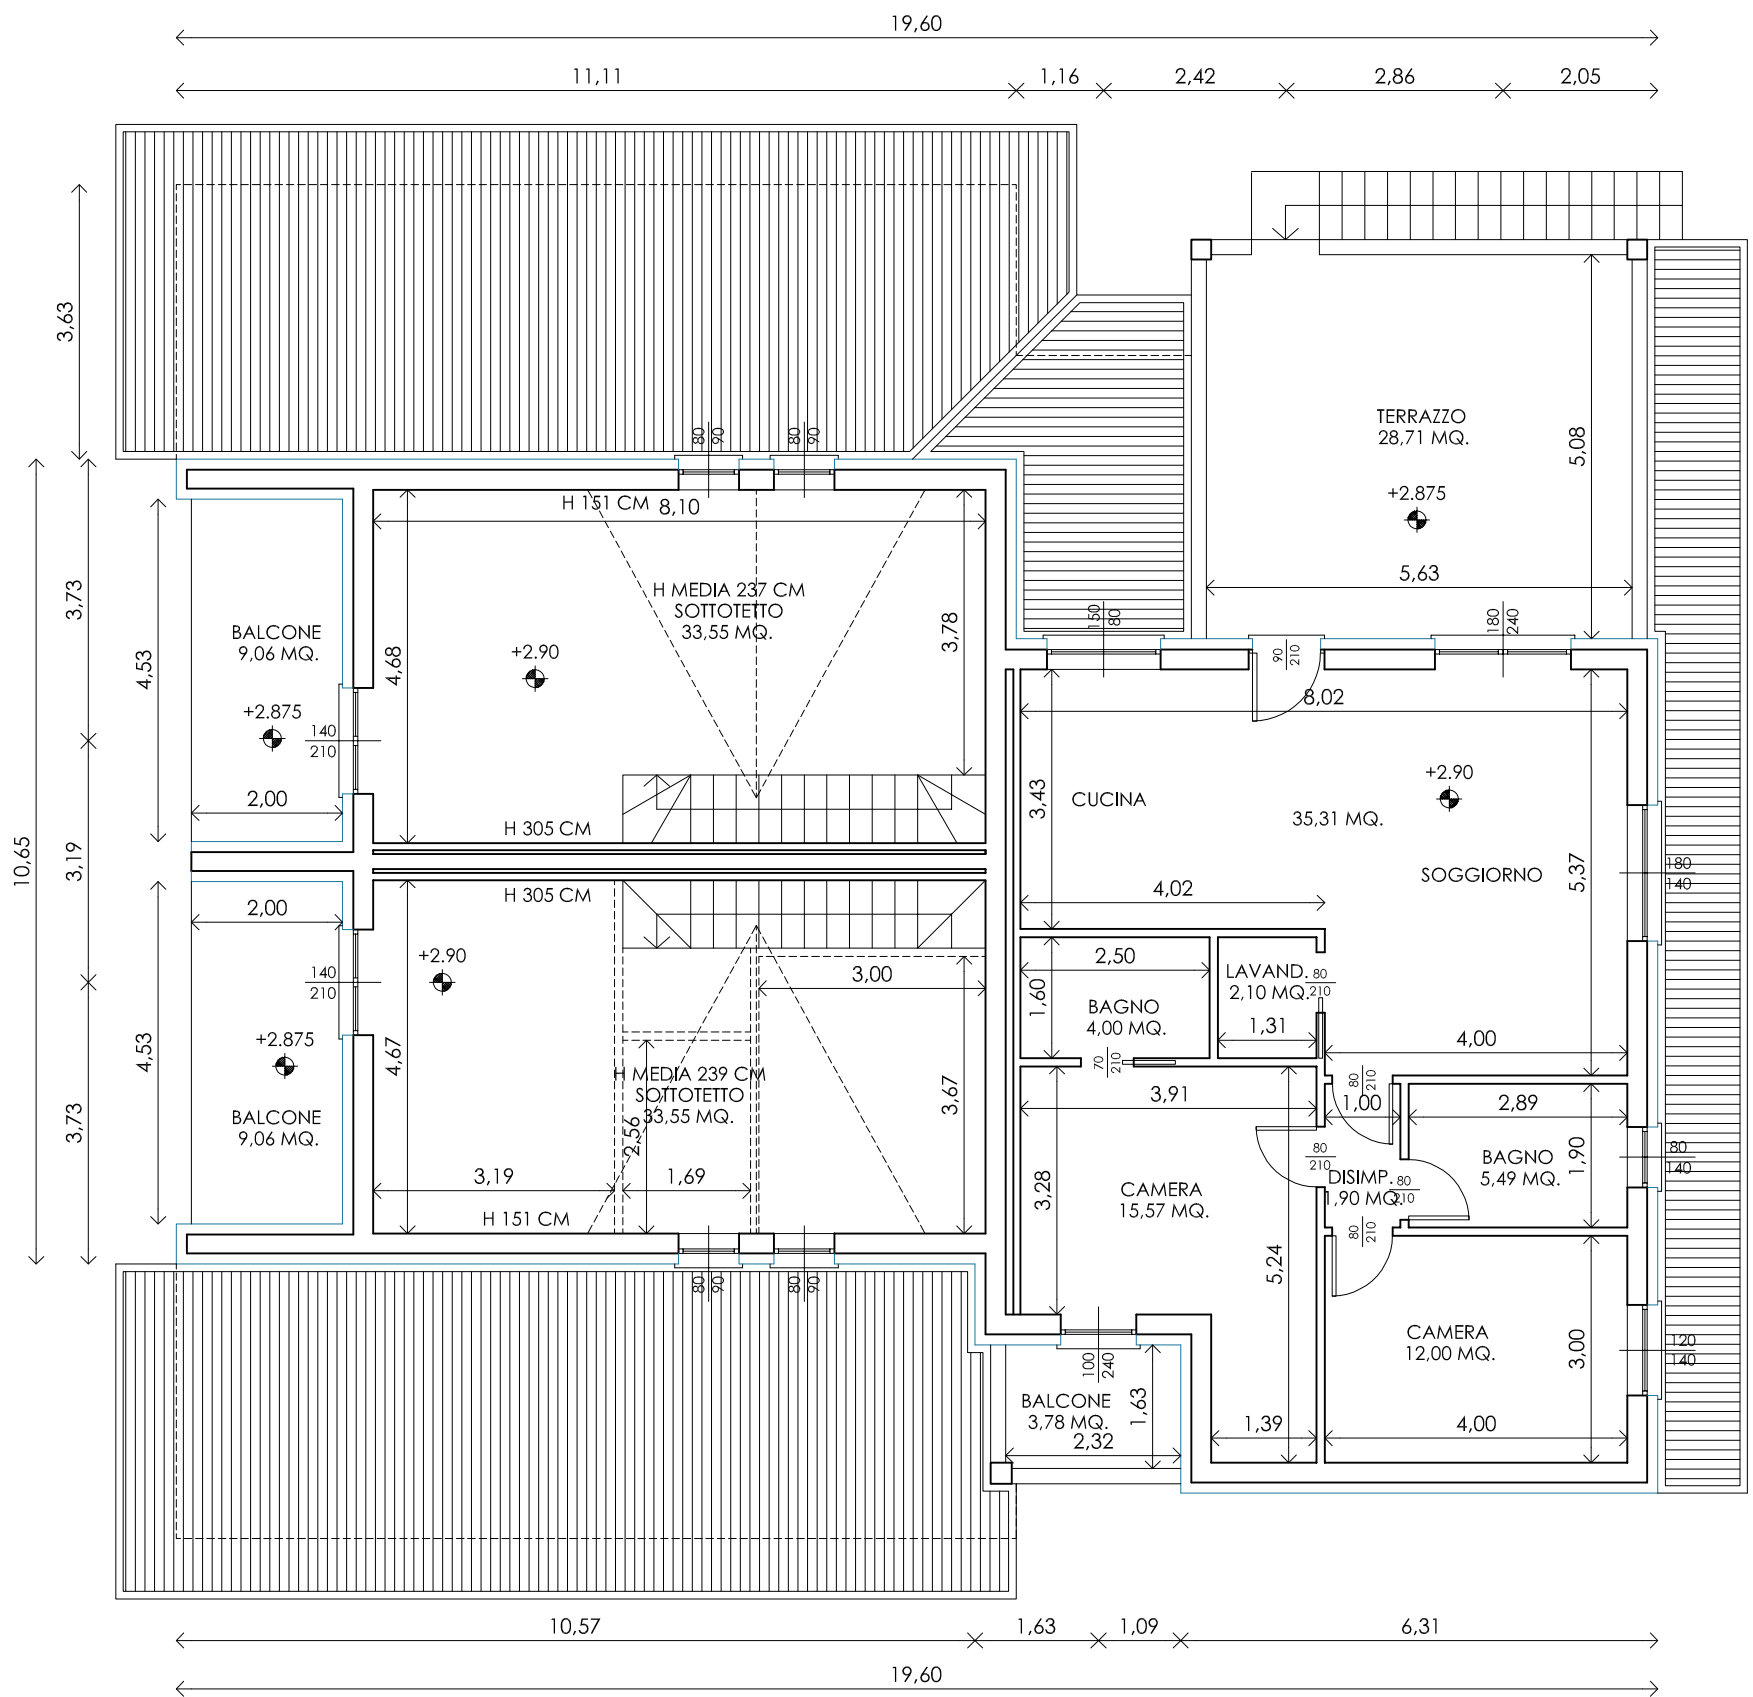 19,60
11,11
1,16
2,42
2,86
2,05
3,63
TERRAZZO
28,71 MQ.
5,08
+2.875
5,63
80
90
80
90
H 151 CM
8,10
H MEDIA 237 CM
SOTTOTETTO
33,55 MQ.
3,78
150
80
180
240
90
210
3,73
BALCONE
9,06 MQ.
4,53
4,68
+2.90
+2.875
140
210
8,02
2,00
3,43
CUCINA
+2.90
35,31 MQ.
H 305 CM
10,65
3,19
SOGGIORNO
5,37
180
140
4,02
H 305 CM
2,00
+2.90
140
210
3,00
2,50
LAVAND.
2,10 MQ.
80
210
1,60
BAGNO
4,00 MQ.
1,31
4,53
+2.875
4,67
4,00
70
210
80
210
H MEDIA 239 CM
SOTTOTETTO
33,55 MQ.
3,67
3,91
1,00
2,89
BALCONE
9,06 MQ.
3,73
2,56
80
210
BAGNO
5,49 MQ.
1,90
80
140
3,19
1,69
3,28
CAMERA
15,57 MQ.
DISIMP.
1,90 MQ.
80
210
H 151 CM
80
210
5,24
80
90
80
90
CAMERA
12,00 MQ.
3,00
120
140
100
240
BALCONE
3,78 MQ.
1,63
2,32
1,39
4,00
10,57
1,63
1,09
6,31
19,60